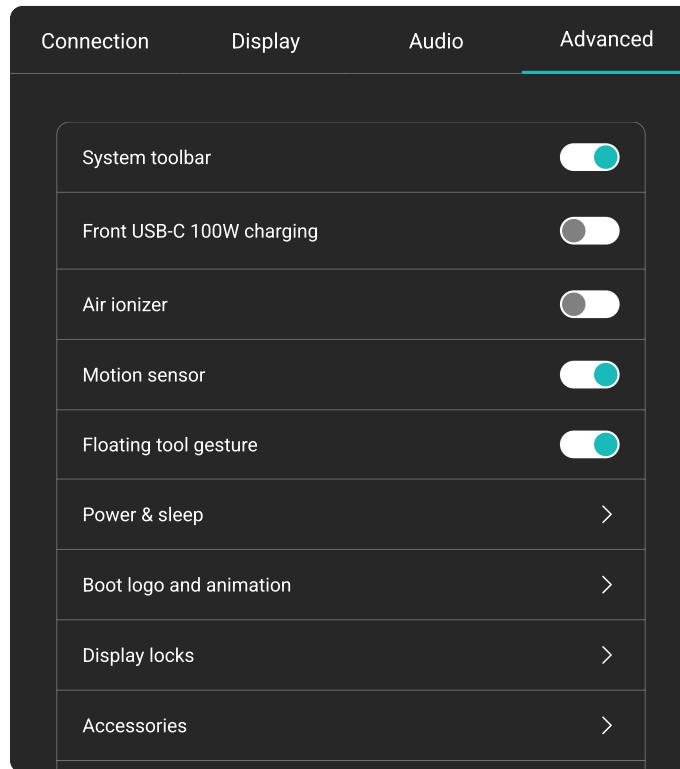 Connection
Display
Audio
Advanced
System toolbar
Front USB-C 100W charging
Air ionizer
Motion sensor
Floating tool gesture
Power & sleep
Boot logo and animation
Display locks
Accessories